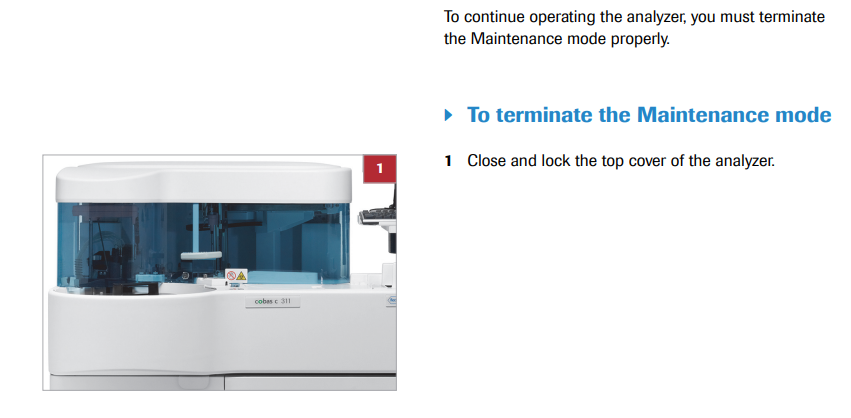 To continue operating the analyzer, you must terminate
the Maintenance mode properly.
To terminate the Maintenance mode
1 Close and lock the top cover of the analyzer.
1
cobas c 311